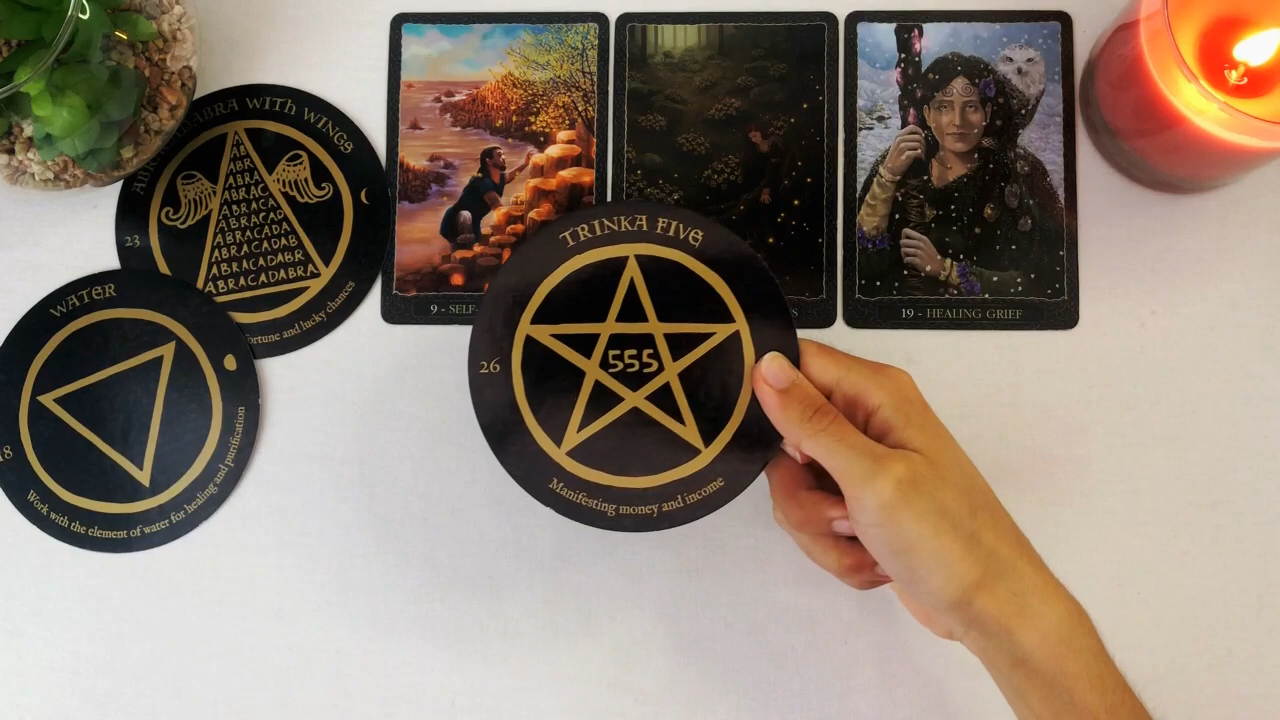 ABRACADABRA WITH WINGS
23
A
AB
ABR
ABRA
ABRAC
ABRACA
ABRACAD
ABRACADA
ABRACADAB
ABRACADABR
ABRACADABRA
and lucky chances
WATER
Work with the element of water for healing and purification
9 - SELF-
19 - HEALING GRIEF
TRINKA FIVE
26
555
Manifesting money and income